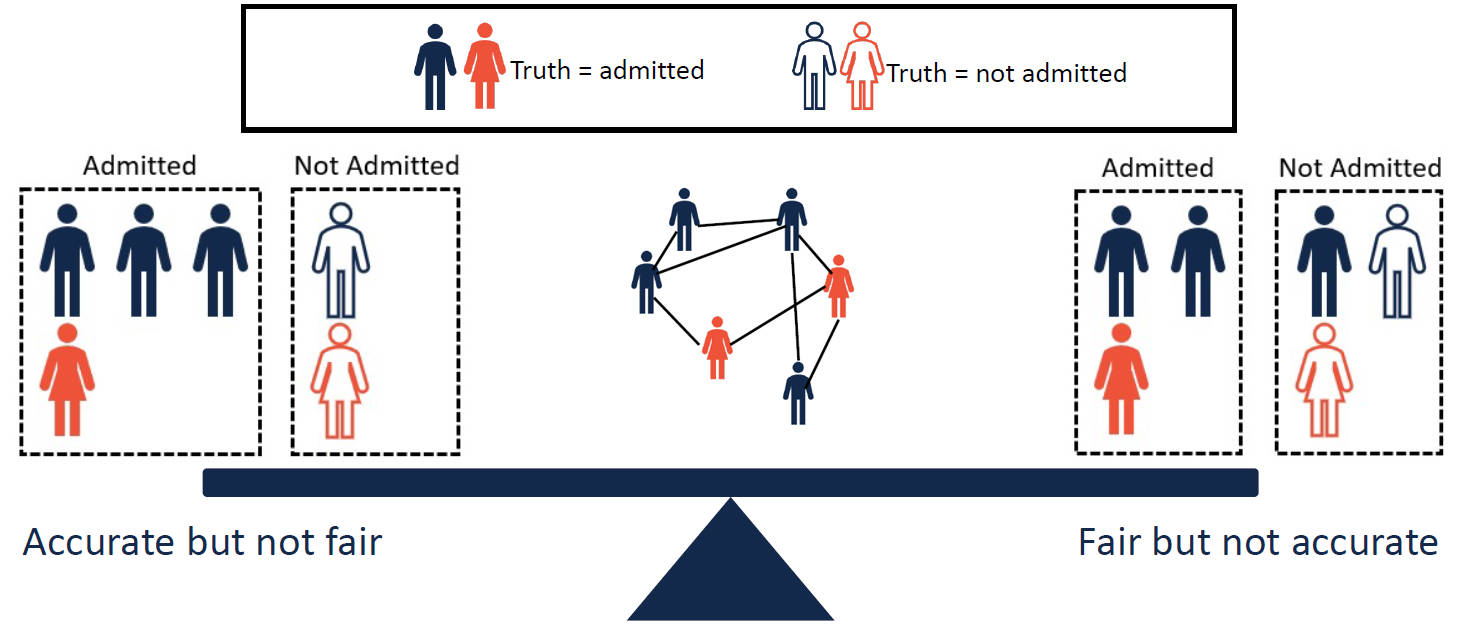 Truth = admitted
Truth = not admitted
Admitted
Not Admitted
Admitted
Not Admitted
Accurate but not fair
Fair but not accurate